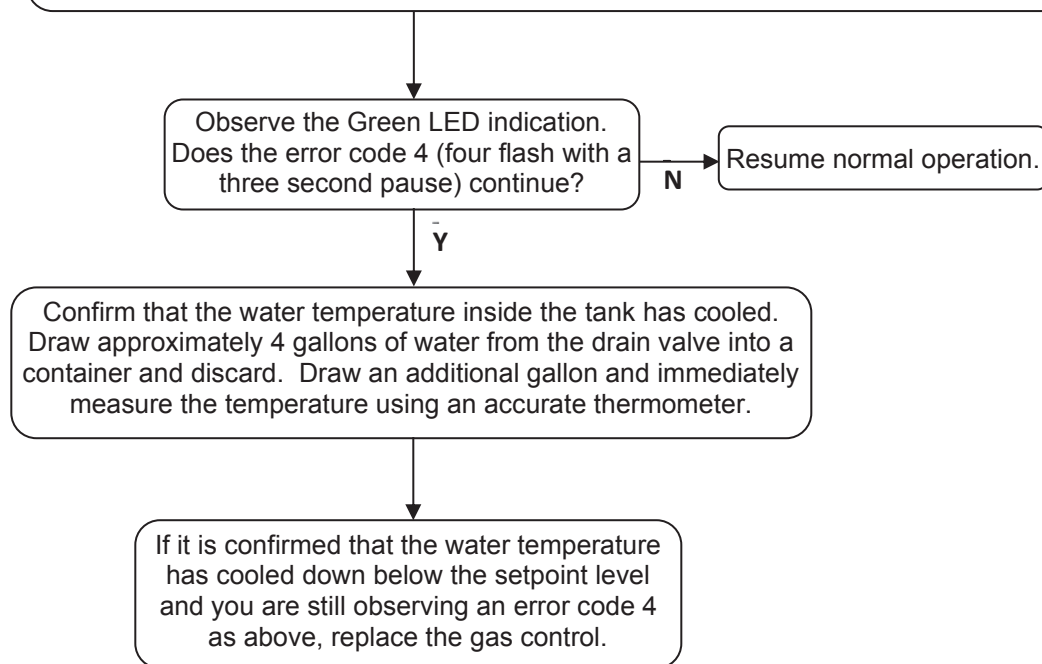 Observe the Green LED indication.
Does the error code 4 (four flash with a
three second pause) continue?
N
Resume normal operation.
Y
Confirm that the water temperature inside the tank has cooled.
Draw approximately 4 gallons of water from the drain valve into a
container and discard.  Draw an additional gallon and immediately
measure the temperature using an accurate thermometer.
If it is confirmed that the water temperature
has cooled down below the setpoint level
and you are still observing an error code 4
as above, replace the gas control.